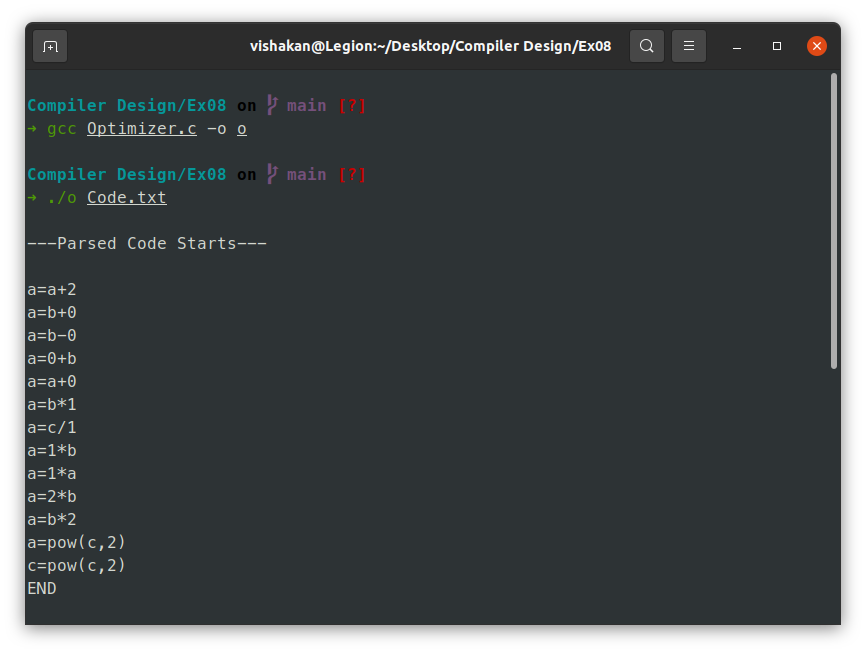 vishakan@Legion:~/Desktop/Compiler Design/Ex08
Compiler Design/Ex08 on main [?]
➜ gcc Optimizer.c -o o
Compiler Design/Ex08 on main [?]
➜ ./o Code.txt
---Parsed Code Starts---
a=a+2
a=b+0
a=b-0
a=0+b
a=a+0
a=b*1
a=c/1
a=1*b
a=1*a
a=2*b
a=b*2
a=pow(c,2)
c=pow(c,2)
END